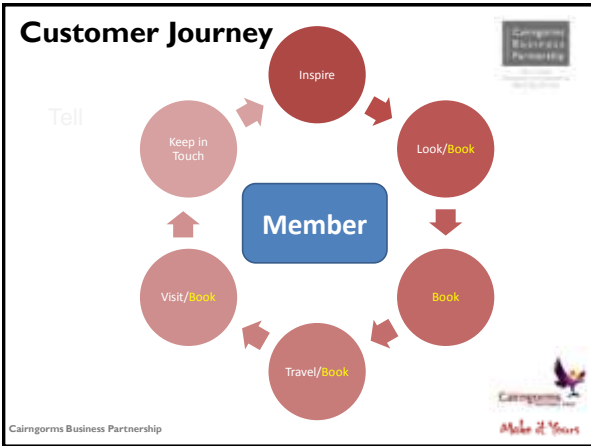 Customer Journey
Cairngorms
Business
Partnership
Tell
Inspire
Look/Book
Book
Travel/Book
Visit/Book
Keep in
Touch
Member
Cairngorms
Make it Yours
Cairngorms Business Partnership